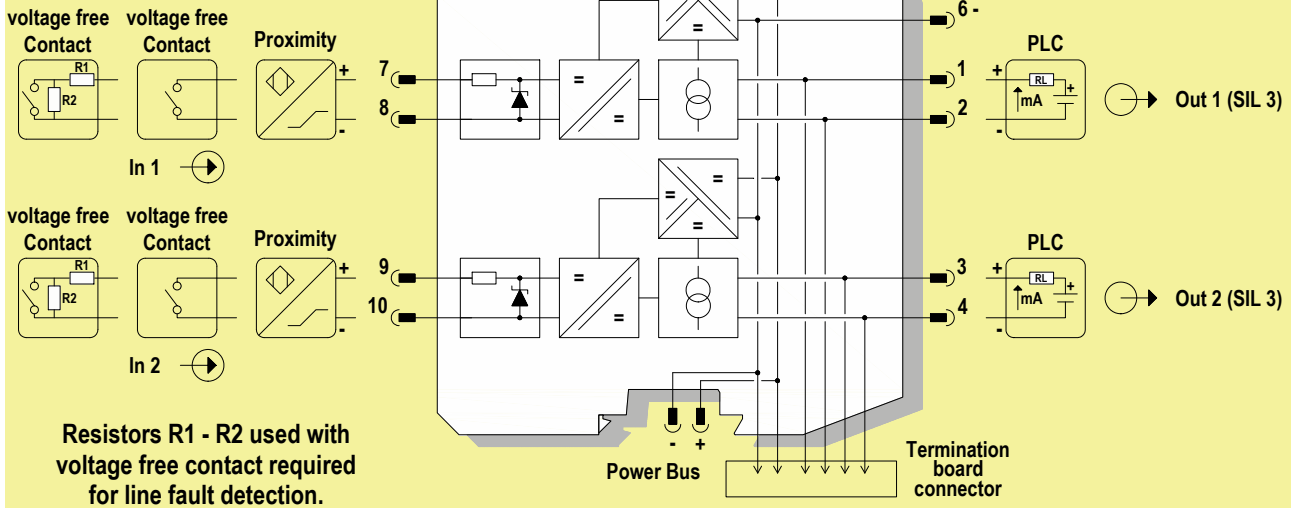 voltage free
Contact
voltage free
Contact
Proximity
R1
R2
+
-
7
8
In 1
=
=
=
6 -
1
2
PLC
+
-
RL
mA
+
Out 1 (SIL 3)
voltage free
Contact
voltage free
Contact
Proximity
R1
R2
+
-
9
10
In 2
=
=
=
=
=
3
4
PLC
+
-
RL
mA
+
Out 2 (SIL 3)
Resistors R1 - R2 used with
voltage free contact required
for line fault detection.
- +
Power Bus
Termination
board
connector